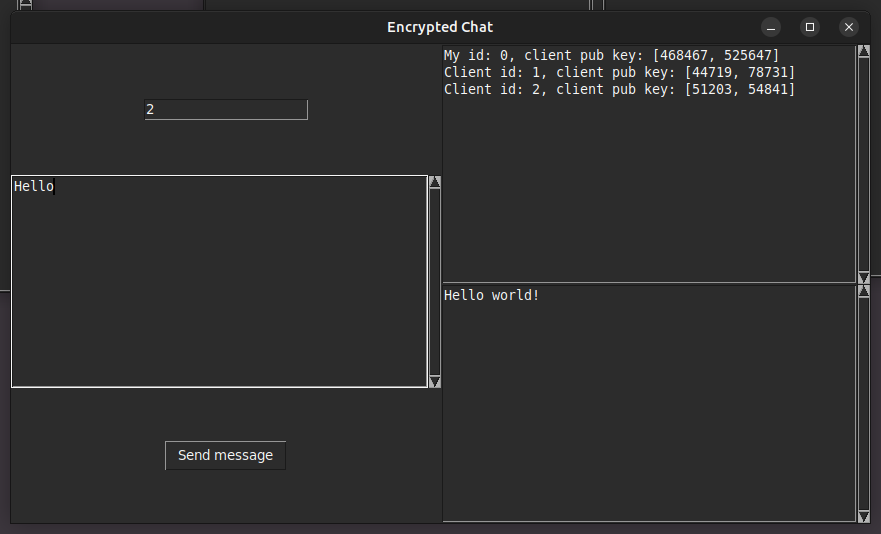 Encrypted Chat
2
Hello
Send message
My id: 0, client pub key: [468467, 525647]
Client id: 1, client pub key: [44719, 78731]
Client id: 2, client pub key: [51203, 54841]
Hello world!